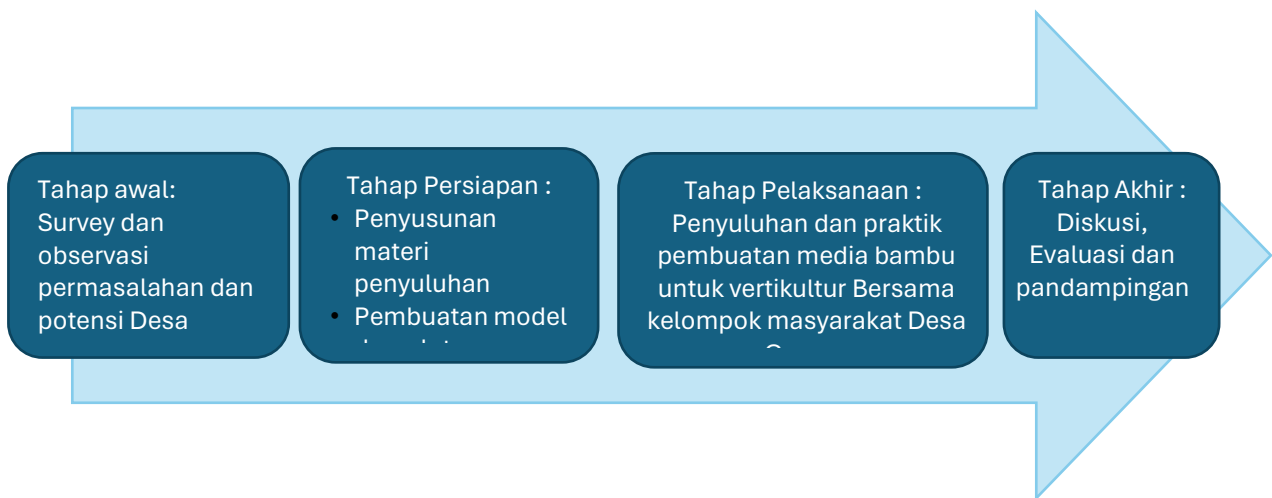 Tahap awal:
Survey dan
observasi
permasalahan dan
potensi Desa
Tahap Persiapan :
• Penyusunan
materi
penyuluhan
• Pembuatan model
Tahap Pelaksanaan :
Penyuluhan dan praktik
pembuatan media bambu
untuk vertikultur Bersama
kelompok masyarakat Desa
Tahap Akhir :
Diskusi,
Evaluasi dan
pandampingan